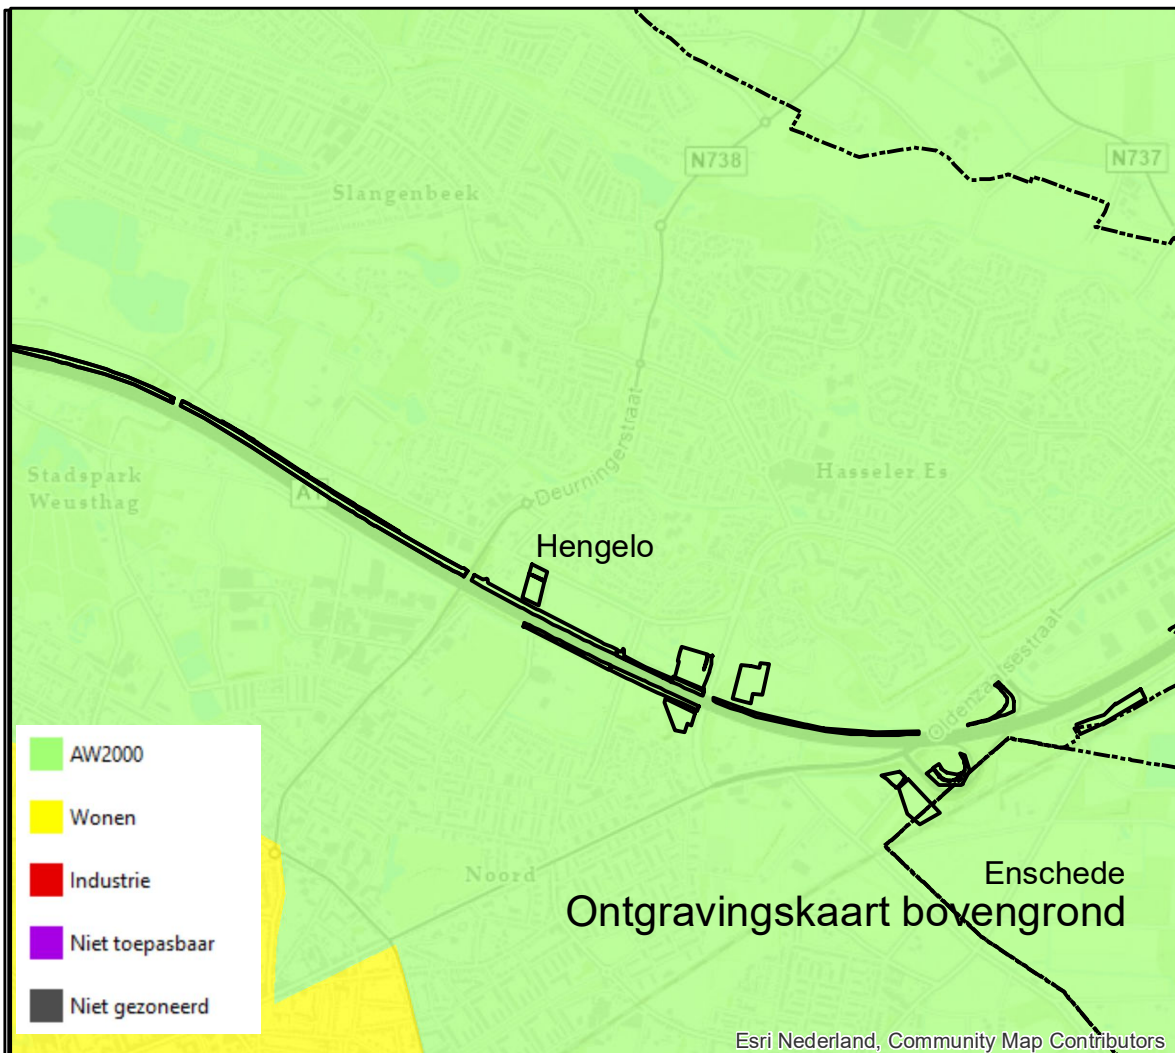 N738
N737
Slangenbeek
Deurningerstraat
Stadspark
Weusthag
A1
Hasseler Es
Hengelo
Oldenzaalsestraat
AW2000
Wonen
Industrie
Niet toepasbaar
Niet gezoneerd
Noord
Enschede
Ontgravingskaart bovengrond
Esri Nederland, Community Map Contributors